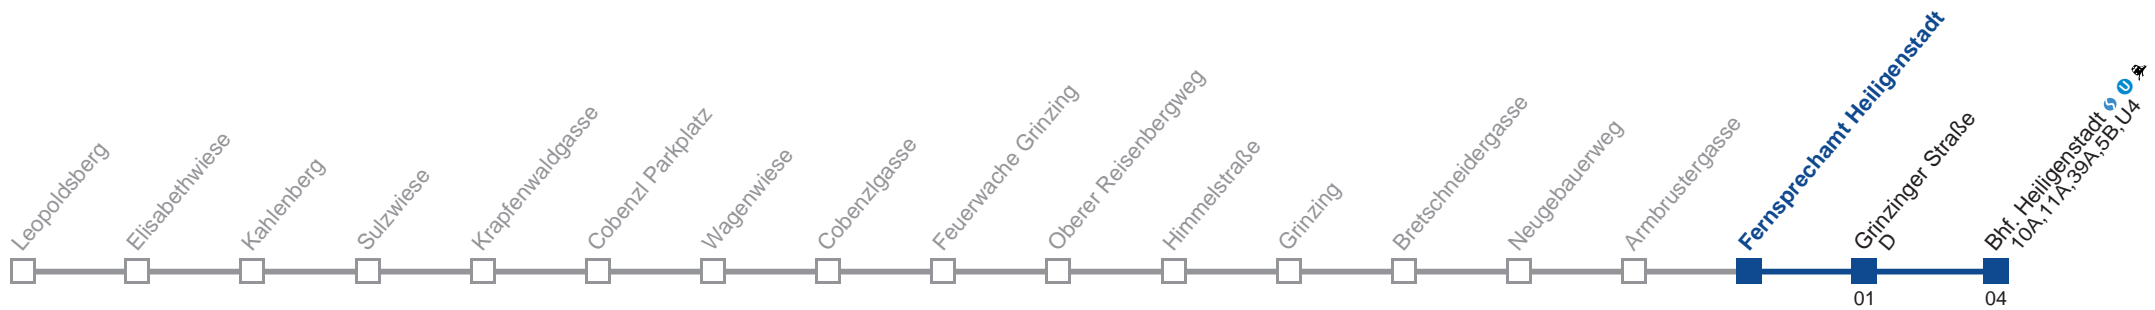 Leopoldsberg
Elisabethwiese
Kahlenberg
Sulzwiese
Krapfenwaldgasse
Cobenzl Parkplatz
Wagenwiese
Cobenzlgasse
Feuerwache Grinzing
Oberer Reisenbergweg
Himmelstraße
Grinzing
Bretschneidergasse
Neugebauerweg
Armbrustergasse
Fernsprechamt Heiligenstadt
Grinzinger Straße
D
Bhf. Heiligenstadt S U
10A,11A,39A,5B,U4
01
04